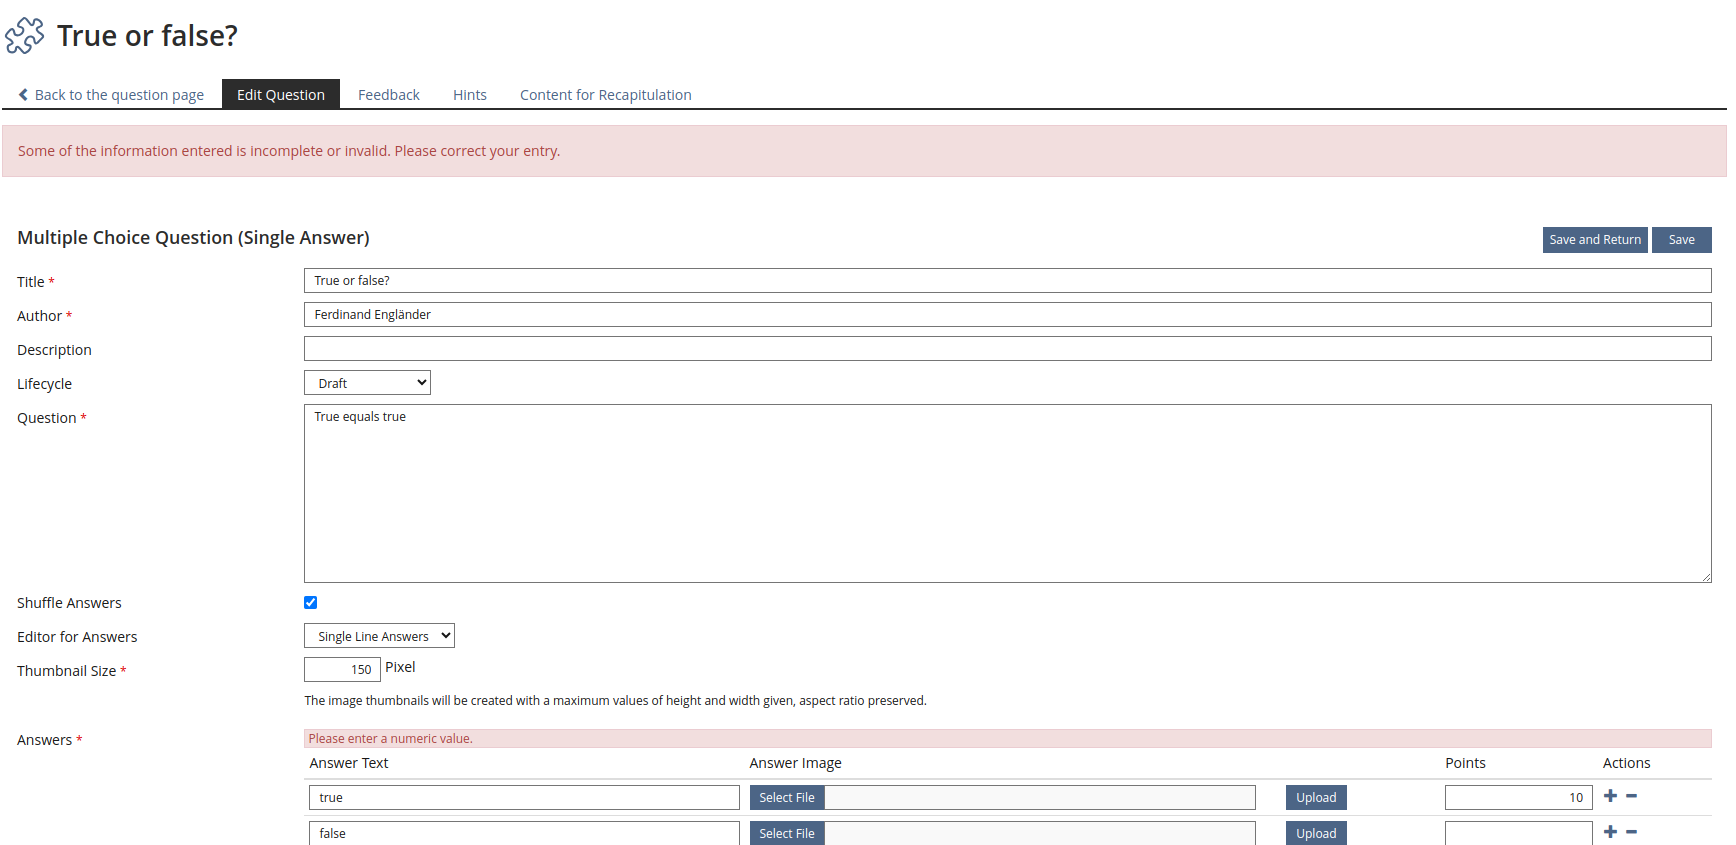 True or false?
Back to the question page Edit Question Feedback Hints Content for Recapitulation
Some of the information entered is incomplete or invalid. Please correct your entry.
Multiple Choice Question (Single Answer) Save and Return Save
Title * True or false?
Author * Ferdinand Engländer
Description
Lifecycle Draft
Question * True equals true
Shuffle Answers
Editor for Answers Single Line Answers
Thumbnail Size * 150 Pixel
The image thumbnails will be created with a maximum values of height and width given, aspect ratio preserved.
Answers * Please enter a numeric value.
Answer Text Answer Image Points Actions
true Select File Upload 10
false Select File Upload